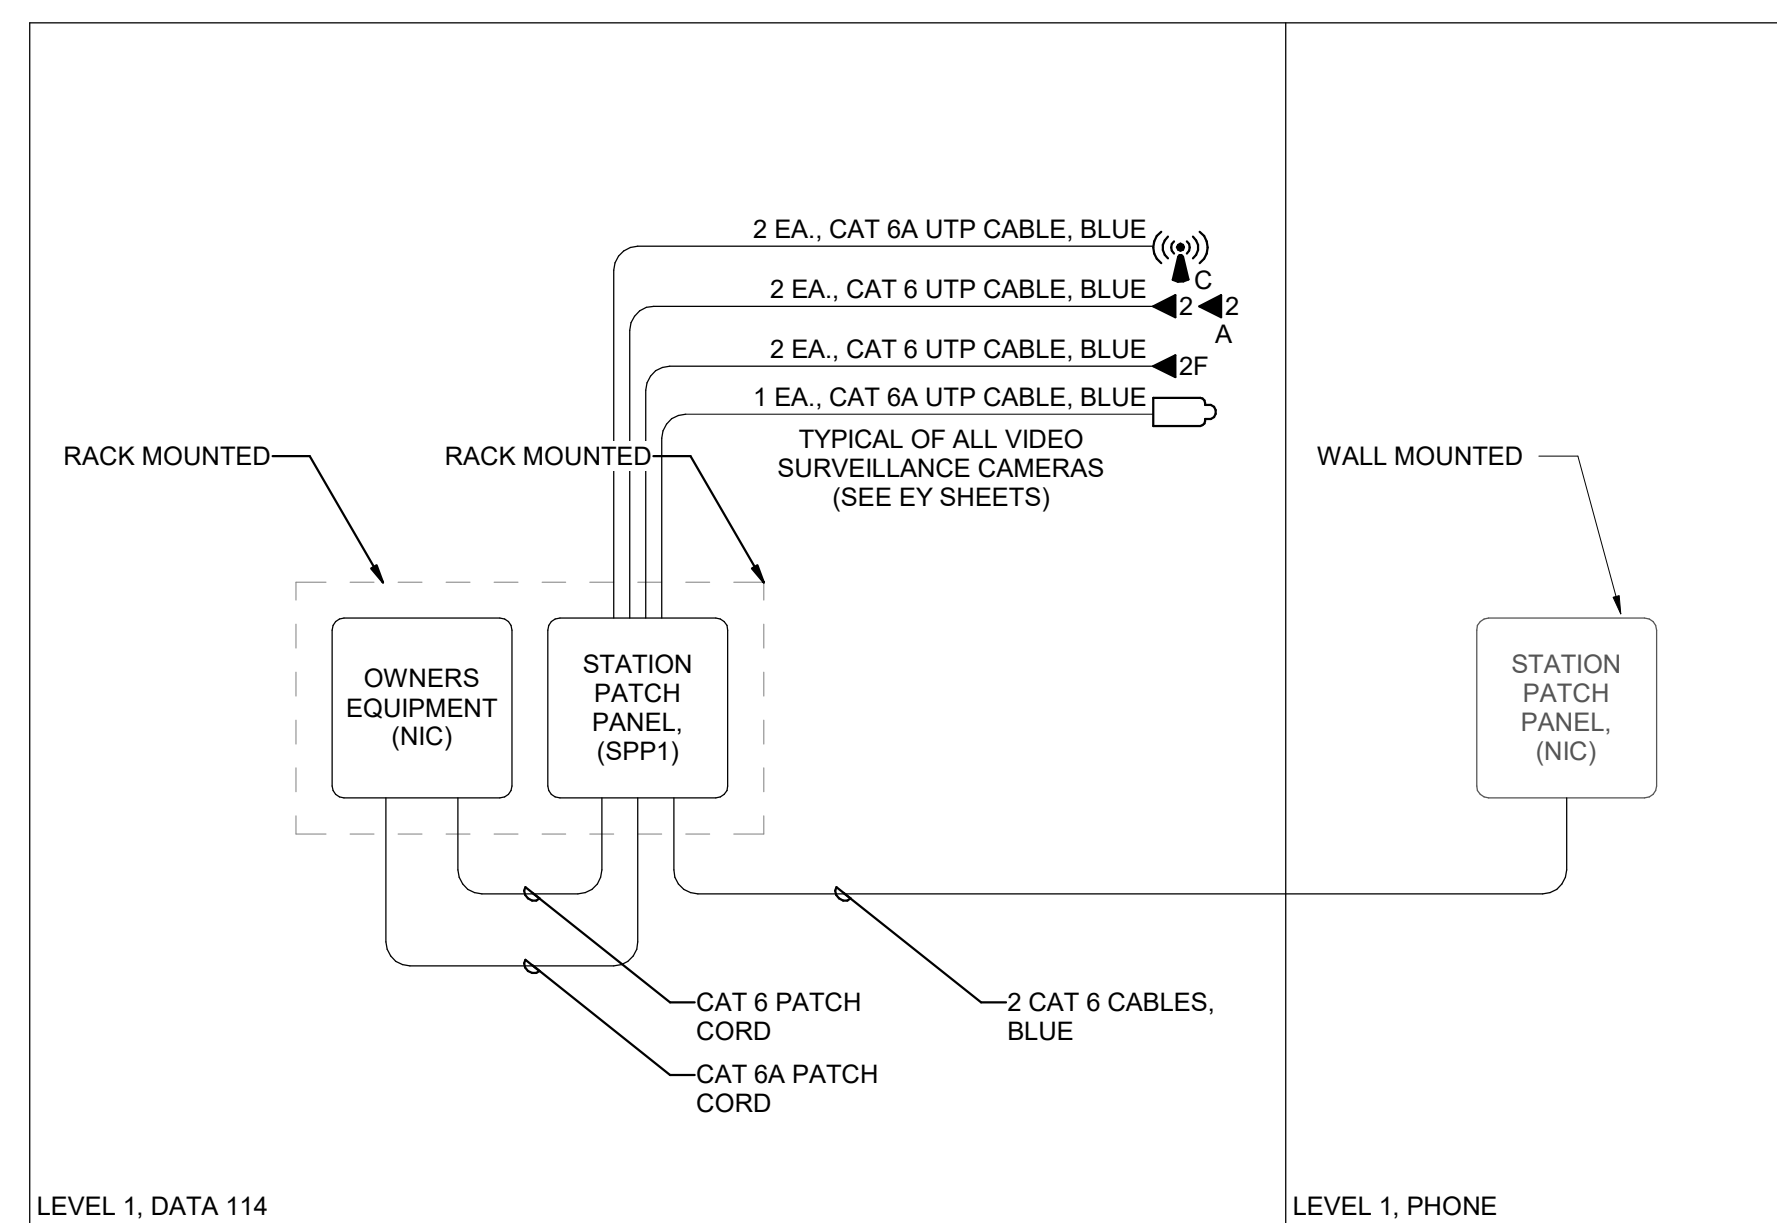 2 EA., CAT 6A UTP CABLE, BLUE
C
2 EA., CAT 6 UTP CABLE, BLUE
2 2
A
2 EA., CAT 6 UTP CABLE, BLUE
2F
1 EA., CAT 6A UTP CABLE, BLUE
TYPICAL OF ALL VIDEO
SURVEILLANCE CAMERAS
(SEE EY SHEETS)
RACK MOUNTED
RACK MOUNTED
WALL MOUNTED
OWNERS
EQUIPMENT
(NIC)
STATION
PATCH
PANEL,
(SPP1)
STATION
PATCH
PANEL,
(NIC)
CAT 6 PATCH
CORD
2 CAT 6 CABLES,
BLUE
CAT 6A PATCH
CORD
LEVEL 1, DATA 114
LEVEL 1, PHONE